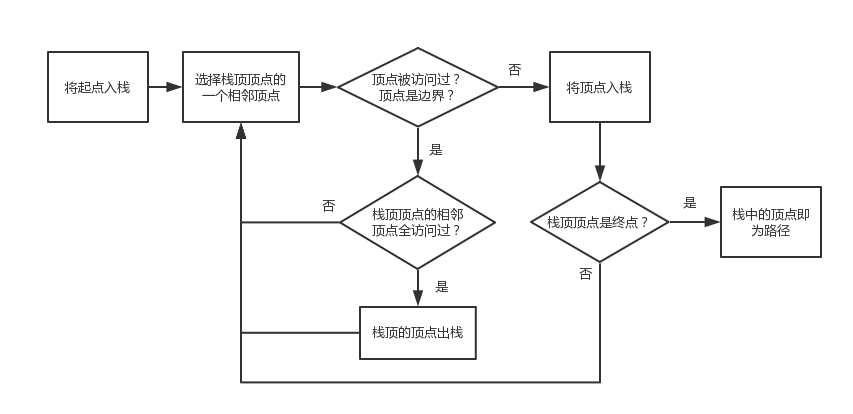 将起点入栈
选择栈顶顶点的
一个相邻顶点
顶点被访问过？
顶点是边界？
否
将顶点入栈
是
否
栈顶顶点的相邻
顶点全访问过？
栈顶顶点是终点？
是
栈中的顶点即
为路径
否
是
栈顶的顶点出栈